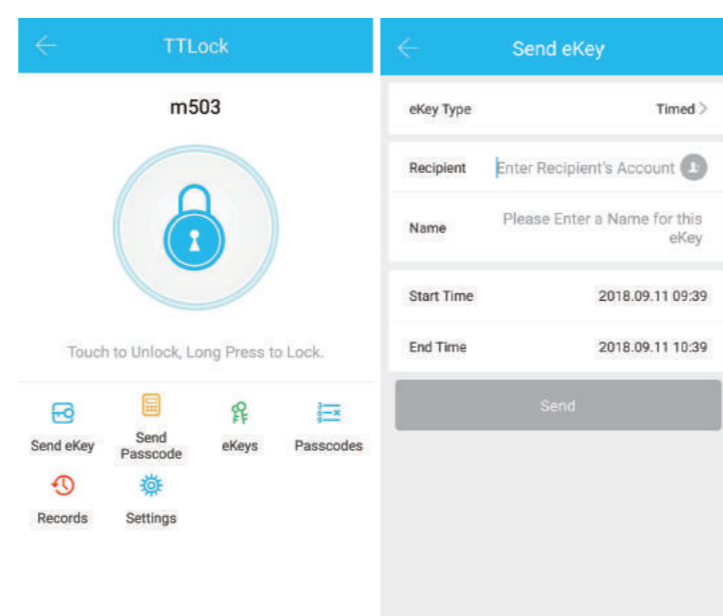 TTLock
m503
Touch to Unlock, Long Press to Lock.
Send eKey
Send
Passcode
eKeys
Passcodes
Records
Settings
Send eKey
eKey Type Timed
Recipient Enter Recipient's Account
Name Please Enter a Name for this
eKey
Start Time 2018.09.11 09:39
End Time 2018.09.11 10:39
Send